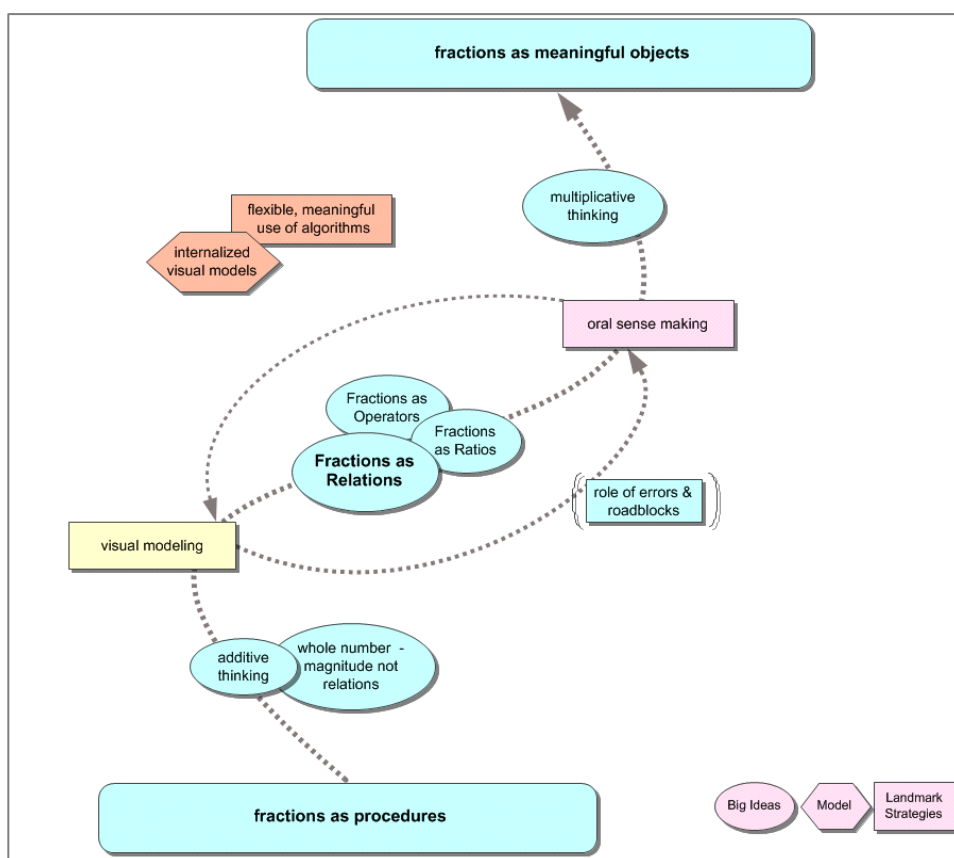 fractions as meaningful objects
multiplicative
thinking
flexible, meaningful
use of algorithms
internalized
visual models
oral sense making
Fractions as
Operators
Fractions
as Ratios
Fractions as
Relations
role of errors &
roadblocks
visual modeling
additive
thinking
whole number -
magnitude not
relations
fractions as procedures
Big Ideas
Model
Landmark
Strategies